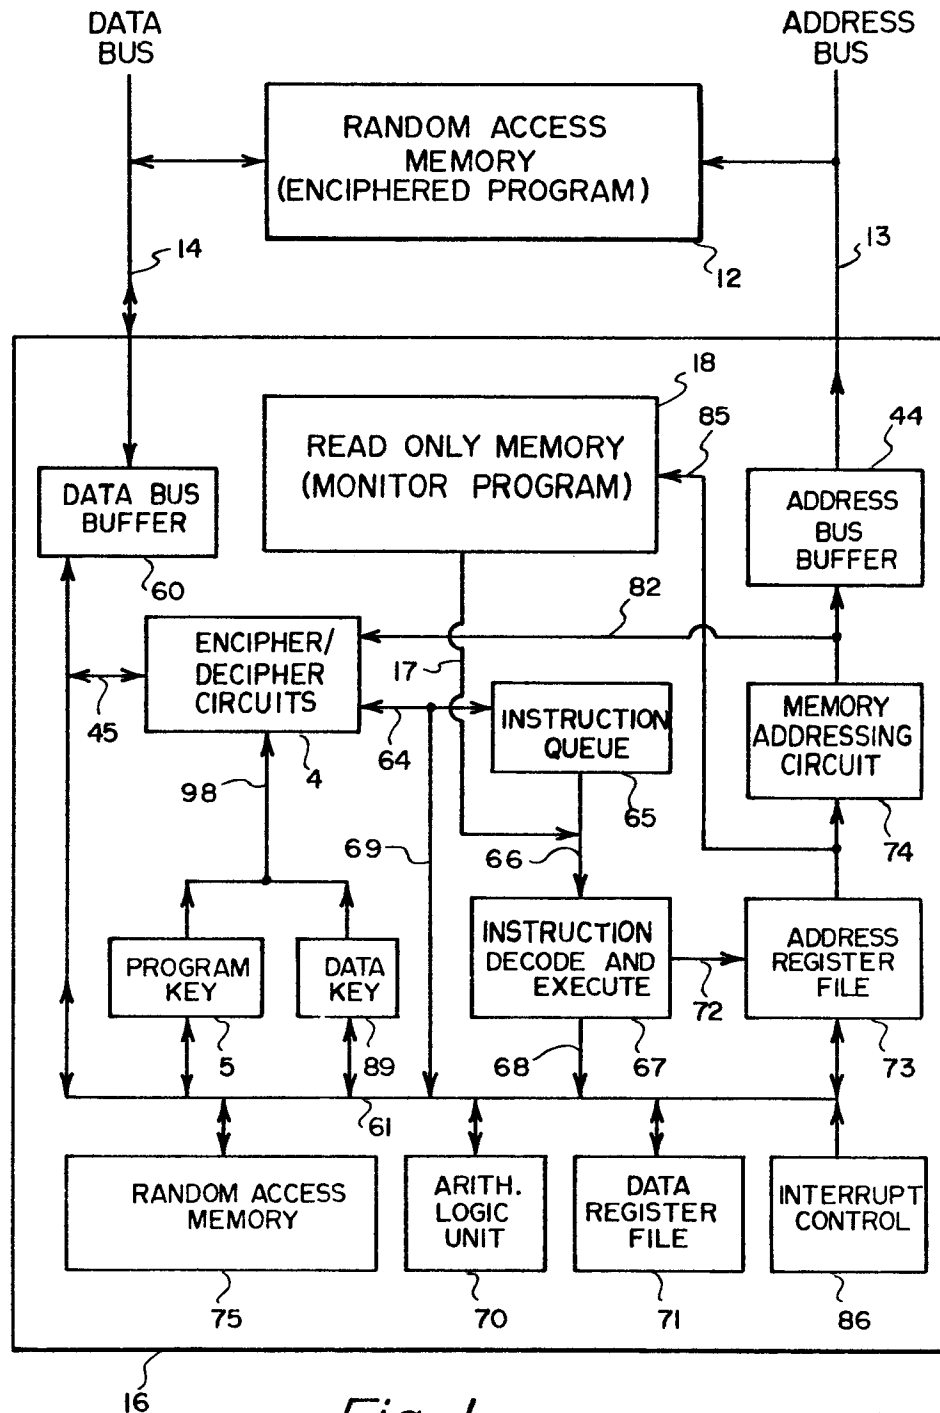 DATA
BUS
ADDRESS
BUS
RANDOM ACCESS
MEMORY
(ENCIPHERED PROGRAM)
14
12
13
18
READ ONLY MEMORY
(MONITOR PROGRAM)
85
44
DATA BUS
BUFFER
60
ADDRESS
BUS
BUFFER
82
ENCIPHER/
DECIPHER
CIRCUITS
45
4
17
64
INSTRUCTION
QUEUE
65
MEMORY
ADDRESSING
CIRCUIT
74
98
69
66
PROGRAM
KEY
5
DATA
KEY
89
INSTRUCTION
DECODE AND
EXECUTE
72
68
67
ADDRESS
REGISTER
FILE
73
61
RANDOM ACCESS
MEMORY
75
ARITH.
LOGIC
UNIT
70
DATA
REGISTER
FILE
71
INTERRUPT
CONTROL
86
16